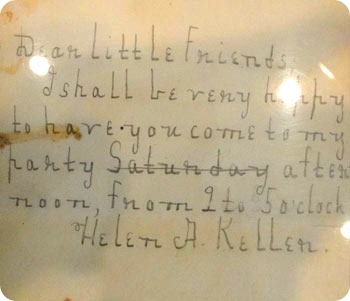 Dear little Friends,
I shall be very happy
to have you come to my
party Saturday after
noon, from 2 to 5 o'clock
Helen A. Keller.